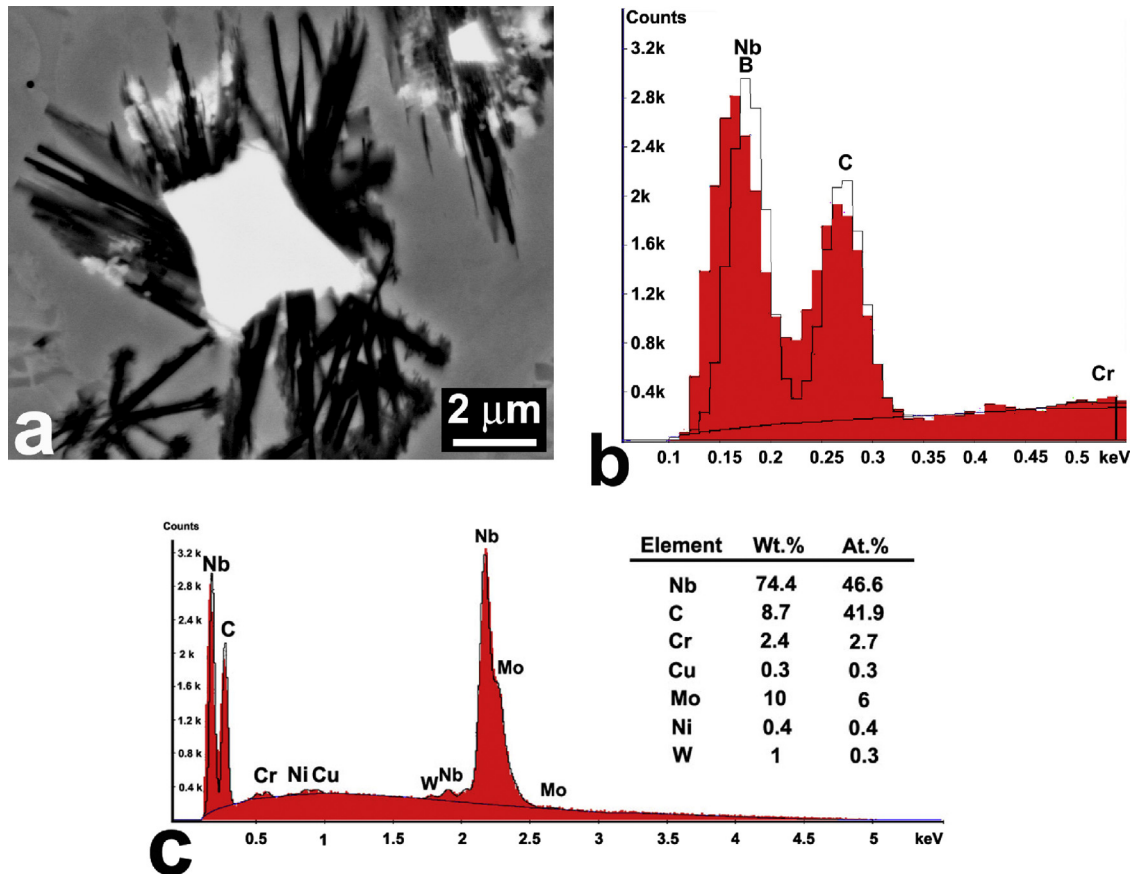 a
2 μm
Counts
3.2k
2.8k
2.4k
2k
1.6k
1.2k
0.8k
0.4k
Nb
B
C
Cr
0.1 0.15 0.2 0.25 0.3 0.35 0.4 0.45 0.5 keV
b
Counts
3.2 k
2.8 k
2.4 k
2 k
1.6 k
1.2 k
0.8 k
0.4 k
Nb
C
Cr
Ni
Cu
W
Nb
Nb
Mo
Mo
0.5 1 1.5 2 2.5 3 3.5 4 5 keV
c
Element Wt.% At.%
Nb 74.4 46.6
C 8.7 41.9
Cr 2.4 2.7
Cu 0.3 0.3
Mo 10 6
Ni 0.4 0.4
W 1 0.3